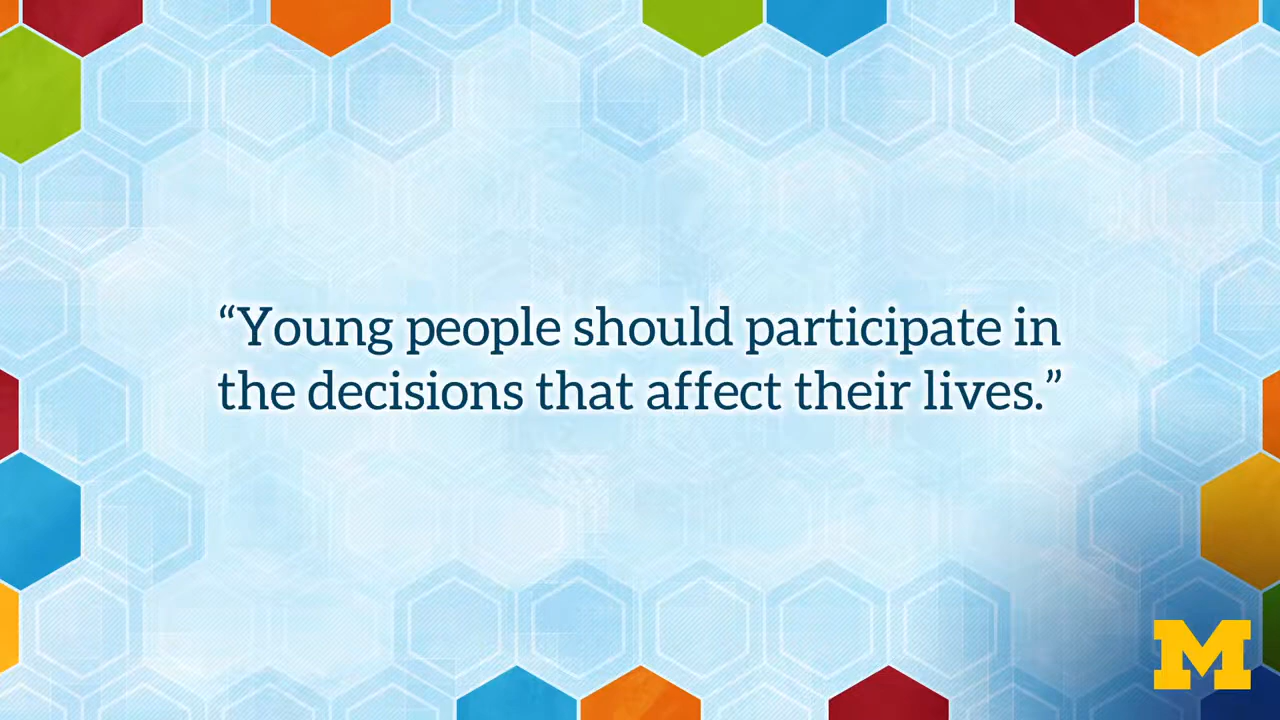 “Young people should participate in
the decisions that affect their lives.”
M